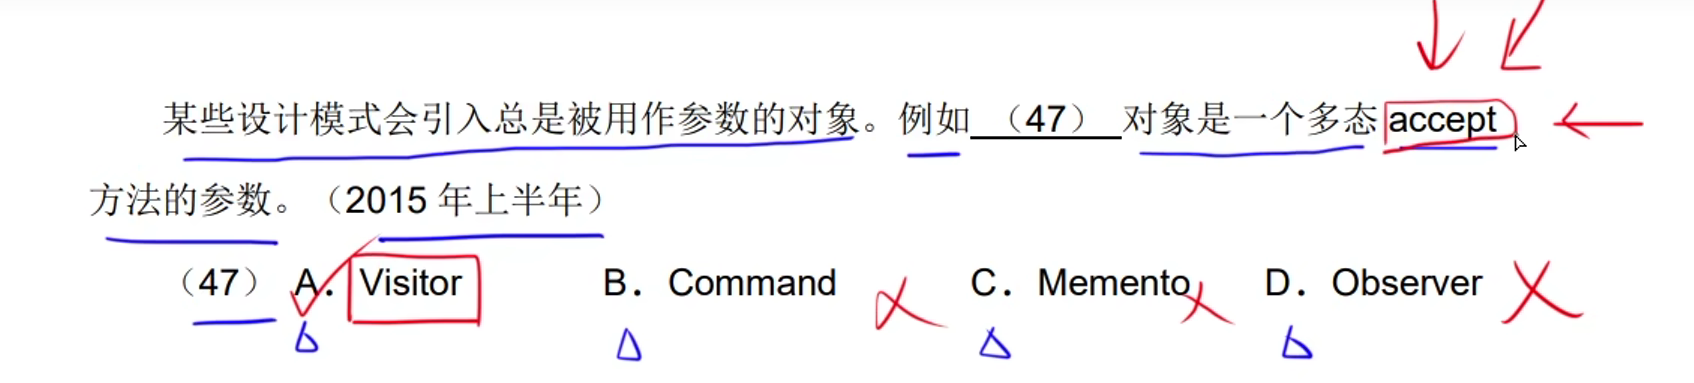 某些设计模式会引入总是被用作参数的对象。例如 （47） 对象是一个多态 accept
方法的参数。（2015 年上半年）
（47） A. Visitor B. Command C. Memento D. Observer